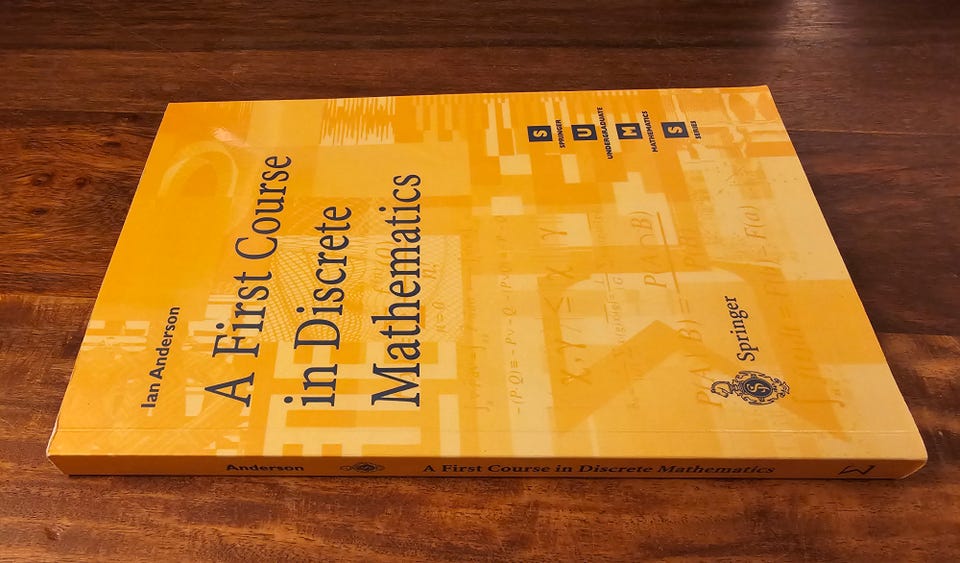 Ian Anderson
A First Course
in Discrete
Mathematics
S
SPRINGER
U
UNDERGRADUATE
M
MATHEMATICS
S
SERIES
Springer
Anderson
A First Course in Discrete Mathematics